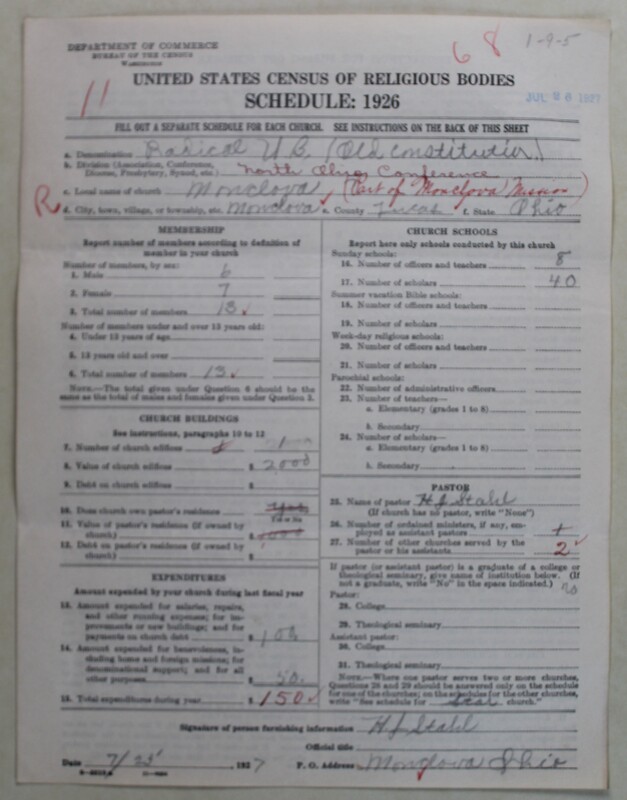 DEPARTMENT OF COMMERCE
BUREAU OF THE CENSUS
WASHINGTON
68
1-9-5
11
UNITED STATES CENSUS OF RELIGIOUS BODIES
SCHEDULE: 1926
JUL 26 1927
FILL OUT A SEPARATE SCHEDULE FOR EACH CHURCH. SEE INSTRUCTIONS ON THE BACK OF THIS SHEET
a. Denomination Radical U.B. (Old Constitution)
b. Division (Association, Conference, Diocese, Presbytery, Synod, etc.) North Ohio Conference
c. Local name of church Monclova (Part of "Monclova" Mission)
R
d. City, town, village, or township, etc. Monclova e. County Lucas f. State Ohio
MEMBERSHIP
Report number of members according to definition of
member in your church
Number of members, by sex:
1. Male 6
2. Female 7
3. Total number of members 13
Number of members under and over 13 years old:
4. Under 13 years of age
5. 13 years old and over
6. Total number of members 13
NOTE.—The total given under Question 6 should be the
same as the total of males and females given under Question 3.
CHURCH BUILDINGS
See instructions, paragraphs 10 to 12
7. Number of church edifices 1
8. Value of church edifices $ 2000
9. Debt on church edifices $
10. Does church own pastor's residence
Yes or No
11. Value of pastor's residence (if owned by
church) $
12. Debt on pastor's residence (if owned by
church) $
EXPENDITURES
Amount expended by your church during last fiscal year
13. Amount expended for salaries, repairs,
and other running expenses; for im-
provements or new buildings; and for
payments on church debt $ 100
14. Amount expended for benevolences, in-
cluding home and foreign missions; for
denominational support; and for all
other purposes $ 50
15. Total expenditures during year $ 150
CHURCH SCHOOLS
Report here only schools conducted by this church
Sunday schools:
16. Number of officers and teachers 8
17. Number of scholars 40
Summer vacation Bible schools:
18. Number of officers and teachers
19. Number of scholars
Week-day religious schools:
20. Number of officers and teachers
21. Number of scholars
Parochial schools:
22. Number of administrative officers
23. Number of teachers—
a. Elementary (grades 1 to 8)
b. Secondary
24. Number of scholars—
a. Elementary (grades 1 to 8)
b. Secondary
PASTOR
25. Name of pastor H J Stahl
(If church has no pastor, write "None")
26. Number of ordained ministers, if any, em-
ployed as assistant pastors
27. Number of other churches served by the
pastor or his assistants 2
If pastor (or assistant pastor) is a graduate of a college or
theological seminary, give name of institution below. (If
not a graduate, write "No" in the space indicated.) no
Pastor:
28. College
29. Theological seminary
Assistant pastor:
30. College
31. Theological seminary
NOTE.—Where one pastor serves two or more churches,
Questions 28 and 29 should be answered only on the schedule
for one of the churches; on the schedules for the other churches,
write "See schedule for Star church."
Signature of person furnishing information H J Stahl
Official title
Date 7/25, 1927 P. O. Address Monclova Ohio